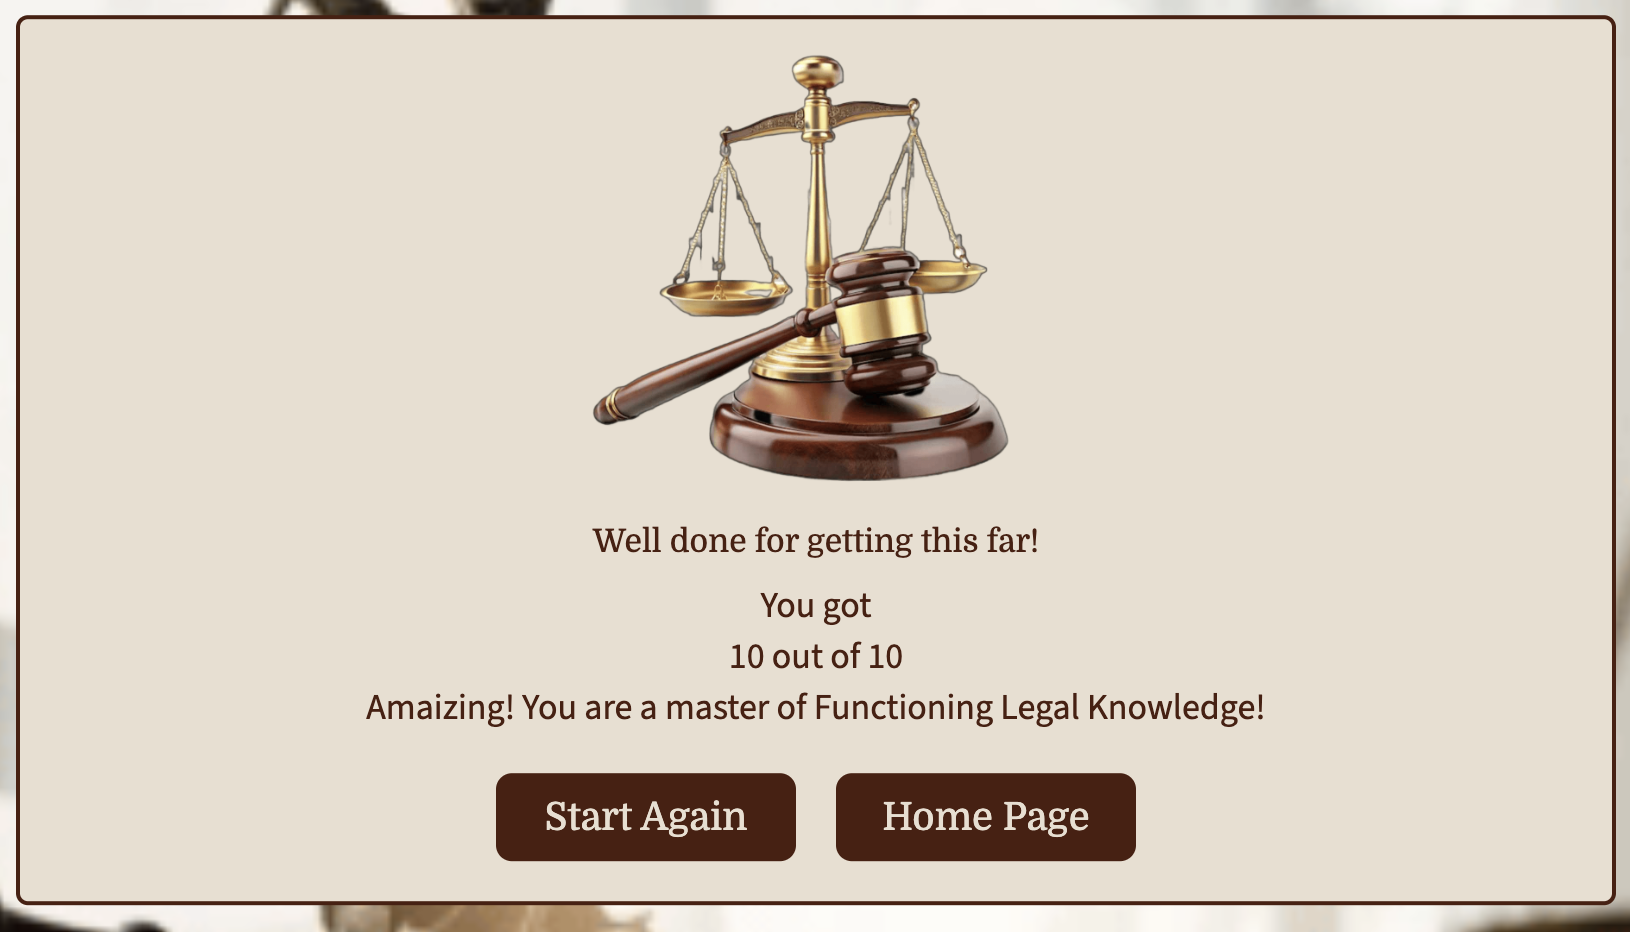 Well done for getting this far!
You got
10 out of 10
Amaizing! You are a master of Functioning Legal Knowledge!
Start Again
Home Page